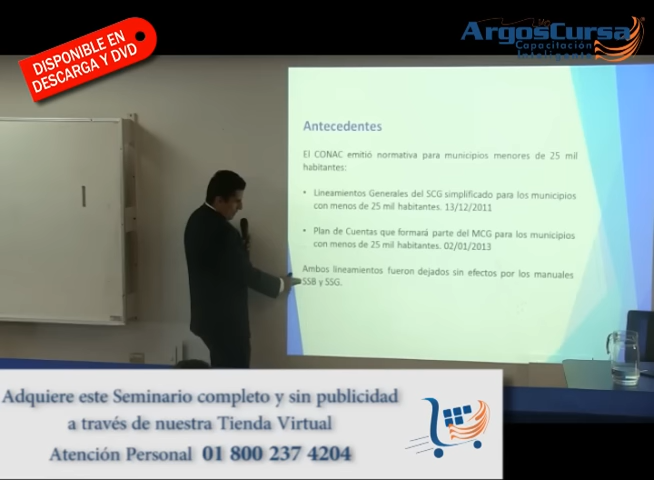 DISPONIBLE EN
DESCARGA Y DVD
ArgosCursa
Capacitación
Inteligente
Antecedentes
El CONAC emitió normativa para municipios menores de 25 mil
habitantes:
• Lineamientos Generales del SCG simplificado para los municipios
con menos de 25 mil habitantes. 13/12/2011
• Plan de Cuentas que formará parte del MCG para los municipios
con menos de 25 mil habitantes. 02/01/2013
Ambos lineamientos fueron dejados sin efectos por los manuales
SSB y SSG.
Adquiere este Seminario completo y sin publicidad
a través de nuestra Tienda Virtual
Atención Personal 01 800 237 4204